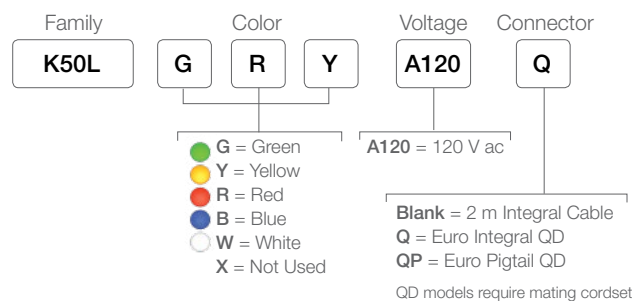 Family Color Voltage Connector
K50L G R Y A120 Q
G = Green
Y = Yellow
R = Red
B = Blue
W = White
X = Not Used
A120 = 120 V ac
Blank = 2 m Integral Cable
Q = Euro Integral QD
QP = Euro Pigtail QD
QD models require mating cordset